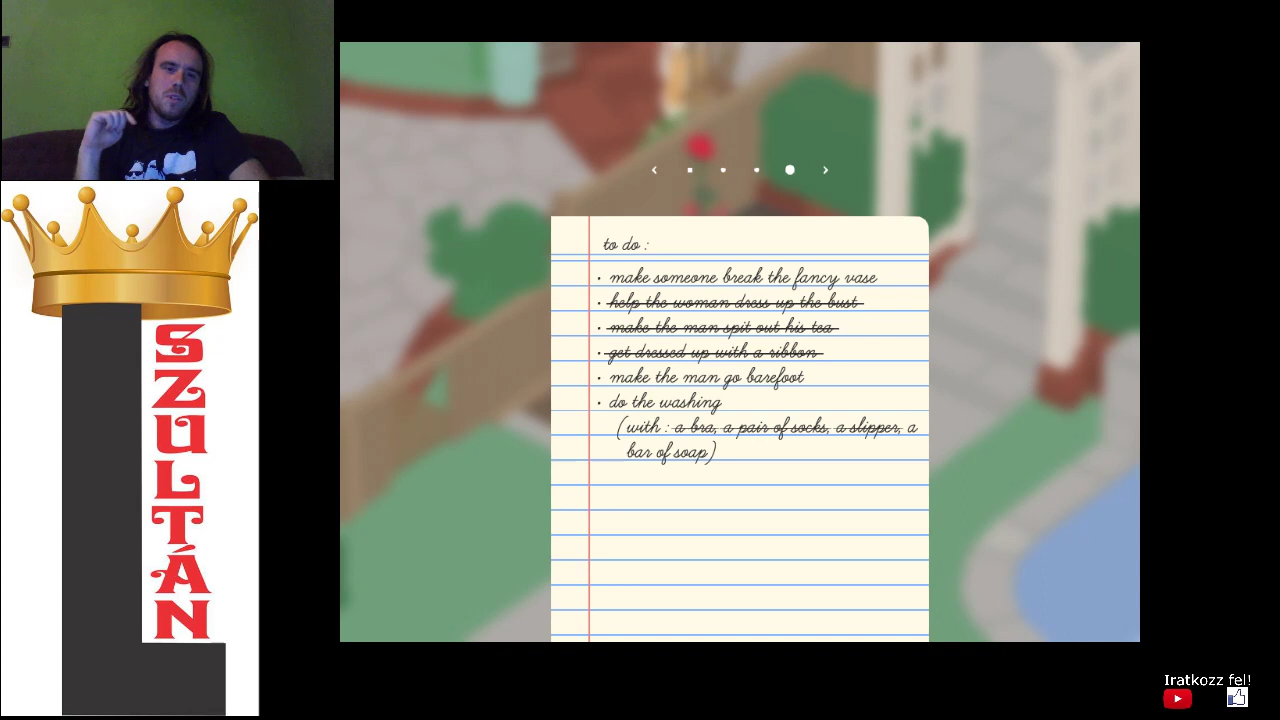 SZULTÁN
to do :
· make someone break the fancy vase
· help the woman dress up the bust
· make the man spit out his tea
· get dressed up with a ribbon
· make the man go barefoot
· do the washing
(with : a bra, a pair of socks, a slipper, a
bar of soap)
Iratkozz fel!